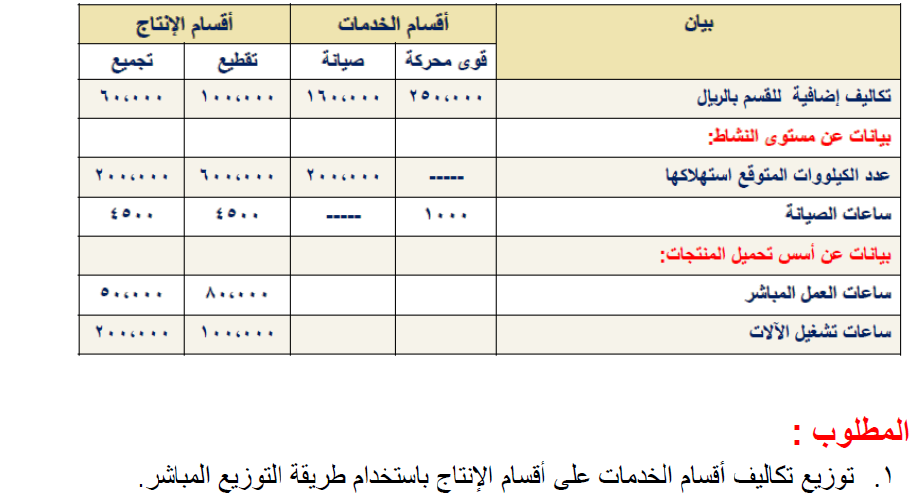 بيان أقسام الخدمات أقسام الإنتاج
قوى محركة صيانة تقطيع تجميع
تكاليف إضافية للقسم بالريال ٢٥٠،٠٠٠ ١٦٠،٠٠٠ ١٠٠،٠٠٠ ٦٠،٠٠٠
بيانات عن مستوى النشاط:
عدد الكيلووات المتوقع استهلاكها ----- ٢٠٠،٠٠٠ ٦٠٠،٠٠٠ ٢٠٠،٠٠٠
ساعات الصيانة ١٠٠٠ ----- ٤٥٠٠ ٤٥٠٠
بيانات عن أسس تحميل المنتجات:
ساعات العمل المباشر ٨٠،٠٠٠ ٥٠،٠٠٠
ساعات تشغيل الآلات ١٠٠،٠٠٠ ٢٠٠،٠٠٠
المطلوب :
١. توزيع تكاليف أقسام الخدمات على أقسام الإنتاج باستخدام طريقة التوزيع المباشر.